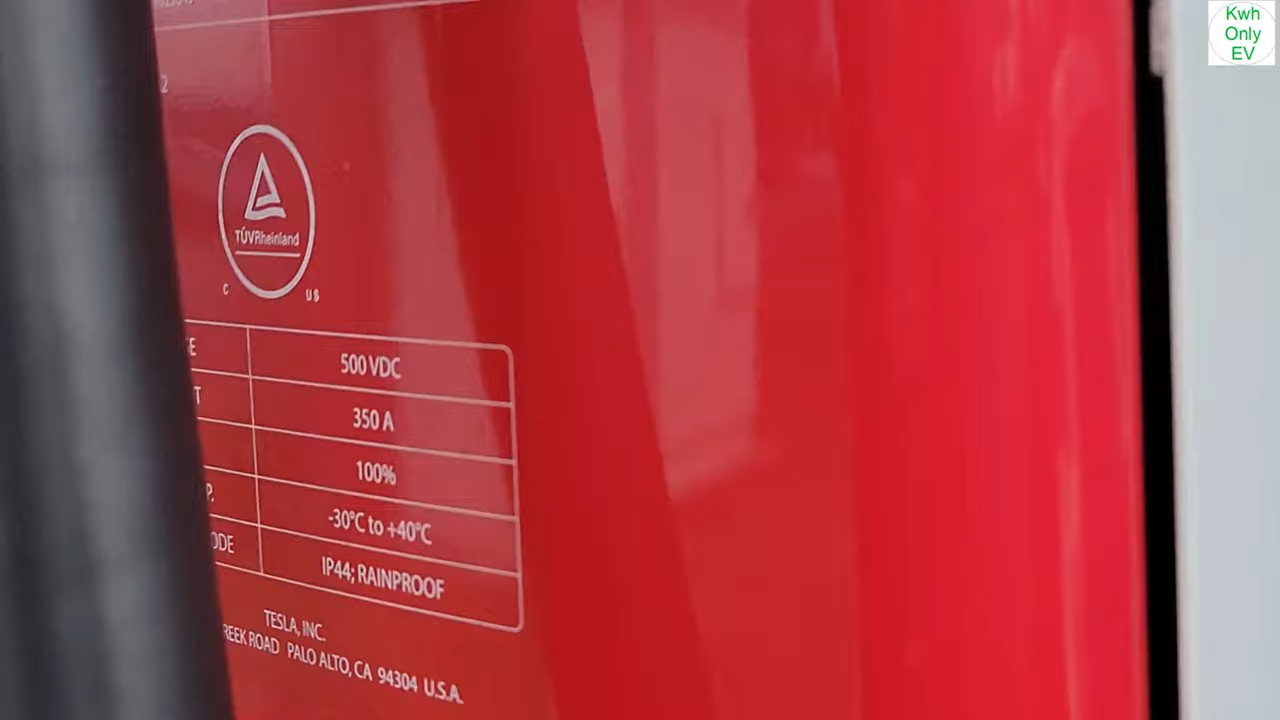 Kwh
Only
EV
2
TÜVRheinland
C US
E 500 VDC
T 350 A
100%
P. -30°C to +40°C
ODE IP44; RAINPROOF
TESLA, INC.
REEK ROAD PALO ALTO, CA 94304 U.S.A.